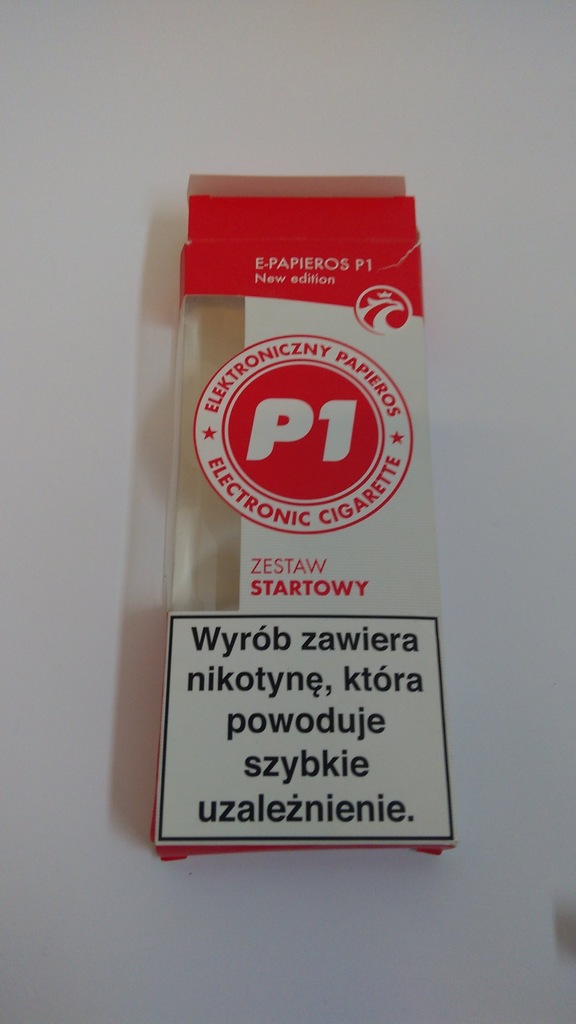 E-PAPIEROS P1
New edition
ELEKTRONICZNY PAPIEROS
P1
ELECTRONIC CIGARETTE
ZESTAW
STARTOWY
Wyrób zawiera
nikotynę, która
powoduje
szybkie
uzależnienie.